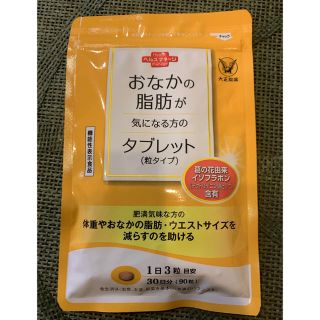 ヘルスマネージ
大正製薬
おなかの
脂肪が
気になる方の
タブレット
(粒タイプ)
機能性表示食品
葛の花由来
イソフラボン
含有
肥満気味な方の
体重やおなかの脂肪・ウエストサイズを
減らすのを助ける
1日3粒目安
30日分(90粒)